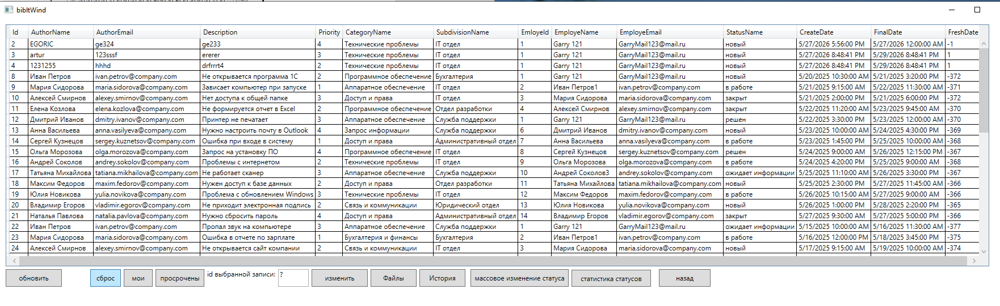 bibltWind
Id AuthorName AuthorEmail Description Priority CategoryName SubdivisionName EmloyeId EmployeName EmployeEmail StatusName CreateDate FinalDate FreshDate
2 EGORIC ge324 ge233 4 Технические проблемы IT отдел 1 Garry 121 GarryMail123@mail.ru новый 5/27/2026 5:56:00 PM 5/27/2026 12:00:00 AM -1
3 artur 123sssf ererer 3 Технические проблемы IT отдел 1 Garry 121 GarryMail123@mail.ru новый 5/27/2026 8:48:41 PM 5/29/2026 8:48:41 PM 1
4 1231255 hhhd drfrrrt4 2 Технические проблемы IT отдел 1 Garry 121 GarryMail123@mail.ru новый 5/27/2026 8:48:41 PM 5/29/2026 8:48:41 PM 1
8 Иван Петров ivan.petrov@company.com Не открывается программа 1С 2 Программное обеспечение Бухгалтерия 1 Garry 121 GarryMail123@mail.ru новый 5/20/2025 10:30:00 AM 5/21/2025 3:20:00 PM -372
9 Мария Сидорова maria.sidorova@company.com Зависает компьютер при запуске 1 Аппаратное обеспечение IT отдел 2 Иван Петров1 ivan.petrov@company.com в работе 5/21/2025 9:15:00 AM 5/22/2025 11:30:00 AM -371
10 Алексей Смирнов alexey.smirnov@company.com Нет доступа к общей папке 3 Доступ и права IT отдел 3 Мария Сидорова maria.sidorova@company.com закрыт 5/21/2025 2:00:00 PM 5/21/2025 6:00:00 PM -372
11 Елена Козлова elena.kozlova@company.com Не формируется отчет в Excel 2 Программное обеспечение Отдел разработки 4 Алексей Смирнов alexey.smirnov@company.com закрыт 5/22/2025 11:20:00 AM 5/23/2025 9:45:00 AM -370
12 Дмитрий Иванов dmitry.ivanov@company.com Принтер не печатает 3 Аппаратное обеспечение Служба поддержки 1 Garry 121 GarryMail123@mail.ru решен 5/22/2025 3:30:00 PM 5/23/2025 12:00:00 AM -370
13 Анна Васильева anna.vasilyeva@company.com Нужно настроить почту в Outlook 4 Запрос информации Служба поддержки 6 Дмитрий Иванов dmitry.ivanov@company.com новый 5/23/2025 10:00:00 AM 5/24/2025 4:30:00 PM -369
14 Сергей Кузнецов sergey.kuznetsov@company.com Ошибка при входе в систему 1 Доступ и права Административный отдел 7 Анна Васильева anna.vasilyeva@company.com в работе 5/23/2025 1:45:00 PM 5/25/2025 10:00:00 AM -368
15 Ольга Морозова olga.morozova@company.com Запрос на установку ПО 4 Программное обеспечение IT отдел 8 Сергей Кузнецов sergey.kuznetsov@company.com решен 5/24/2025 9:00:00 AM 5/26/2025 12:15:00 PM -367
16 Андрей Соколов andrey.sokolov@company.com Проблемы с интернетом 2 Технические проблемы IT отдел 9 Ольга Морозова olga.morozova@company.com в работе 5/24/2025 4:20:00 PM 5/25/2025 9:00:00 AM -368
17 Татьяна Михайлова tatiana.mikhailova@company.com Не работает сканер 3 Аппаратное обеспечение Служба поддержки 10 Андрей Соколов3 andrey.sokolov@company.com ожидает информации 5/25/2025 11:10:00 AM 5/26/2025 3:30:00 PM -367
18 Максим Федоров maxim.fedorov@company.com Нужен доступ к базе данных 2 Доступ и права Отдел разработки 11 Татьяна Михайлова tatiana.mikhailova@company.com новый 5/25/2025 2:30:00 PM 5/27/2025 11:45:00 AM -366
19 Юлия Новикова yulia.novikova@company.com Проблема с обновлением Windows 3 Технические проблемы IT отдел 12 Максим Федоров maxim.fedorov@company.com в работе 5/26/2025 10:15:00 AM 5/27/2025 9:00:00 AM -366
20 Владимир Егоров vladimir.egorov@company.com Не приходит электронная подпись 2 Связь и коммуникации Юридический отдел 13 Юлия Новикова yulia.novikova@company.com новый 5/26/2025 1:00:00 PM 5/28/2025 2:20:00 PM -365
21 Наталья Павлова natalia.pavlova@company.com Нужно сбросить пароль 4 Доступ и права Административный отдел 14 Владимир Егоров vladimir.egorov@company.com закрыт 5/27/2025 9:30:00 AM 5/27/2025 5:00:00 PM -366
22 Иван Петров ivan.petrov@company.com Пропал звук на компьютере 3 Аппаратное обеспечение Служба поддержки 1 Garry 121 GarryMail123@mail.ru ожидает информации 5/15/2025 10:00:00 AM 5/16/2025 11:30:00 AM -377
23 Мария Сидорова maria.sidorova@company.com Ошибка в отчете по зарплате 1 Бухгалтерия и финансы Бухгалтерия 2 Иван Петров1 ivan.petrov@company.com в работе 5/16/2025 12:00:00 PM 5/18/2025 3:45:00 PM -375
24 Алексей Смирнов alexey.smirnov@company.com Не открывается сайт компании 2 Связь и коммуникации IT отдел 3 Мария Сидорова maria.sidorova@company.com новый 5/17/2025 9:15:00 AM 5/19/2025 10:00:00 AM -374
обновить сброс мои просрочены id выбранной записи: ? изменить Файлы История массовое изменение статуса статистика статусов назад